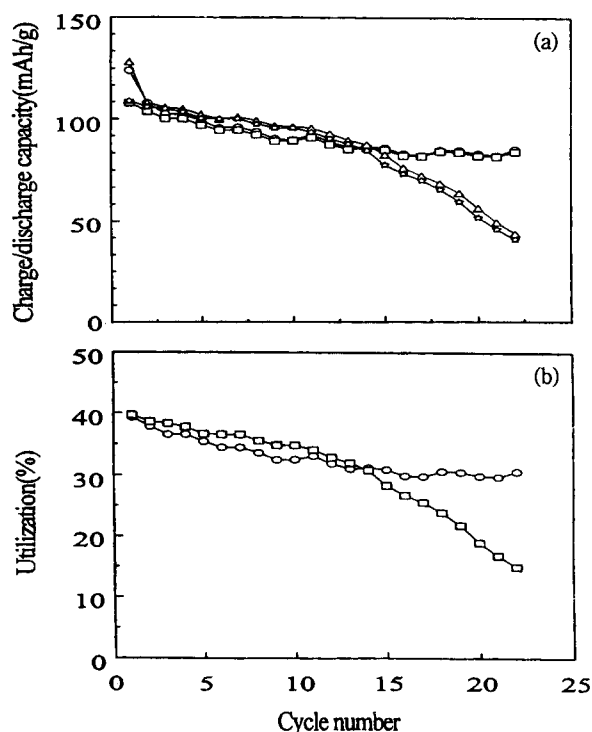 Charge/discharge capacity(mAh/g)
150
100
50
0
(a)
Utilization(%)
50
40
30
20
10
0
(b)
0 5 10 15 20 25
Cycle number